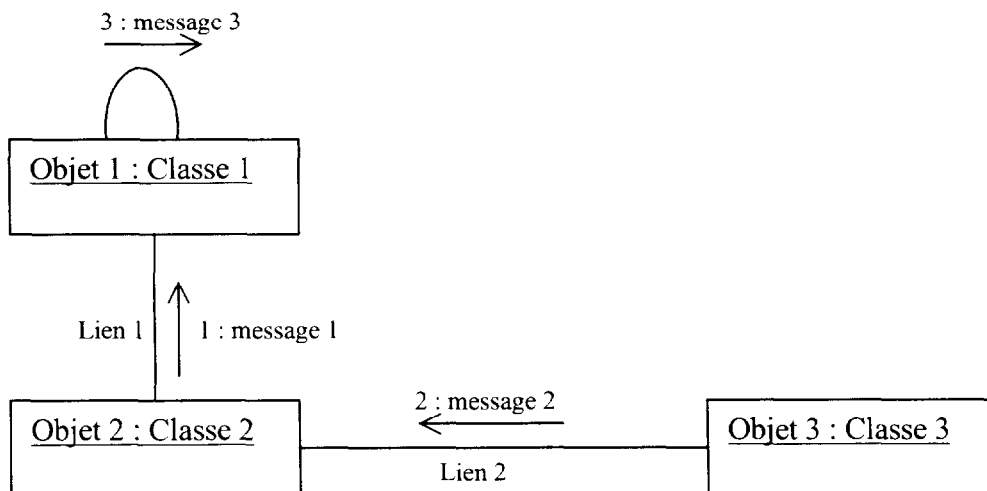 3 : message 3
Objet 1 : Classe 1
Lien 1
1 : message 1
2 : message 2
Objet 2 : Classe 2
Objet 3 : Classe 3
Lien 2